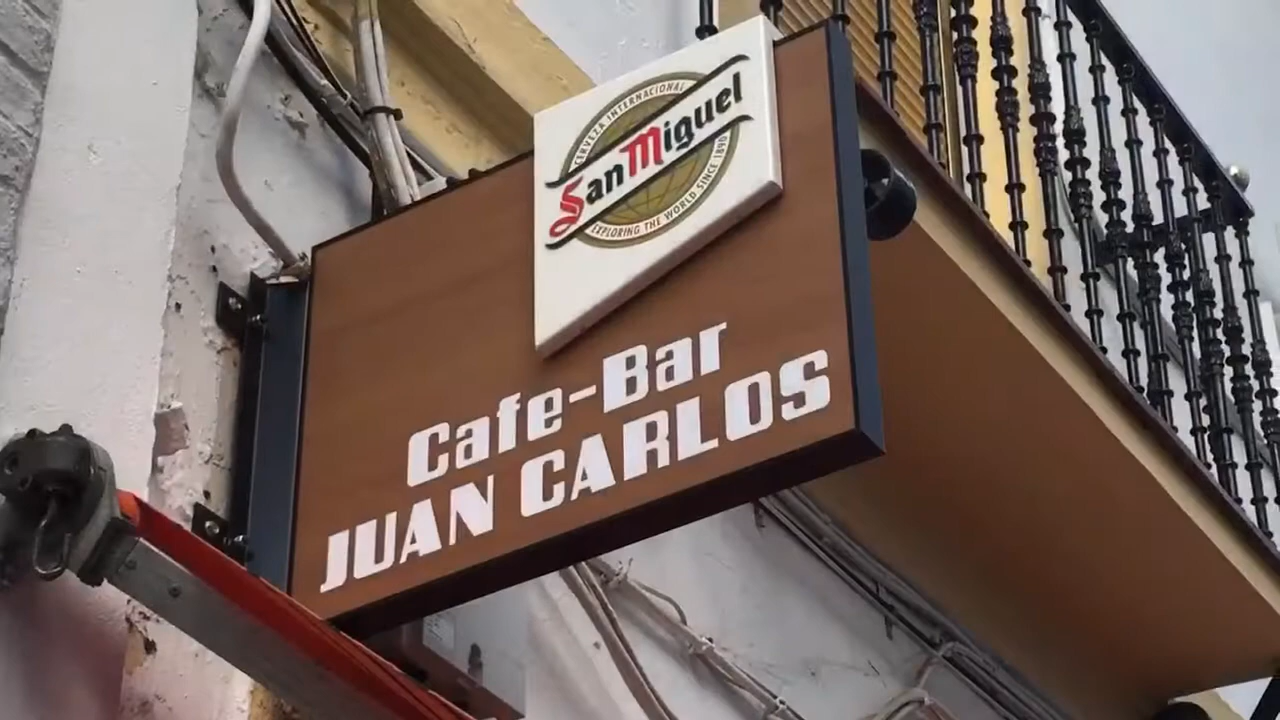 CERVEZA INTERNACIONAL
San Miguel
EXPLORING THE WORLD SINCE 1890
Cafe-Bar
JUAN CARLOS